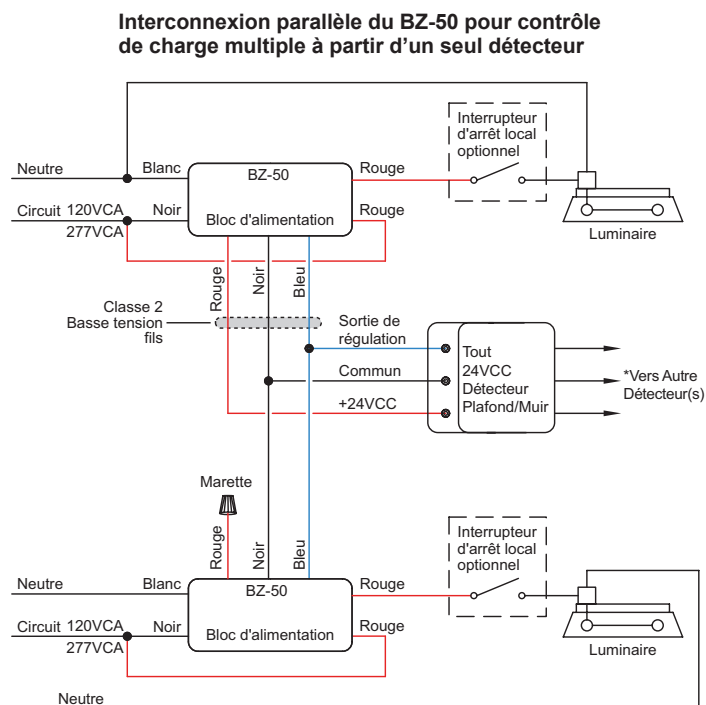 Interconnexion parallèle du BZ-50 pour contrôle
de charge multiple à partir d'un seul détecteur
Interrupteur
d'arrêt local
optionnel
Neutre
Blanc
BZ-50
Rouge
Circuit 120VCA
277VCA
Noir
Bloc d'alimentation
Rouge
Luminaire
Rouge
Noir
Bleu
Classe 2
Basse tension
fils
Sortie de
régulation
Commun
+24VCC
Tout
24VCC
Détecteur
Plafond/Muir
*Vers Autre
Détecteur(s)
Marette
Rouge
Noir
Bleu
Interrupteur
d'arrêt local
optionnel
Neutre
Blanc
BZ-50
Rouge
Circuit 120VCA
277VCA
Noir
Bloc d'alimentation
Rouge
Luminaire
Neutre